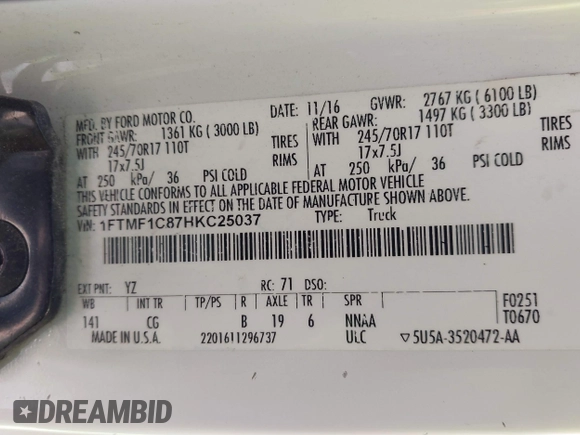 MFD. BY FORD MOTOR CO. DATE: 11/16 GVWR: 2767 KG ( 6100 LB)
FRONT GAWR: 1361 KG ( 3000 LB) REAR GAWR: 1497 KG ( 3300 LB)
WITH 245/70R17 110T TIRES WITH 245/70R17 110T TIRES
17x7.5J RIMS 17x7.5J RIMS
AT 250 kPa/ 36 PSI COLD AT 250 kPa/ 36 PSI COLD
THIS VEHICLE CONFORMS TO ALL APPLICABLE FEDERAL MOTOR VEHICLE
SAFETY STANDARDS IN EFFECT ON THE DATE OF MANUFACTURE SHOWN ABOVE.
VIN: 1FTMF1C87HKC25037 TYPE: Truck
EXT PNT: YZ RC: 71 DSO:
WB INT TR TP/PS R AXLE TR SPR F0251
141 CG B 19 6 NNAA T0670
MADE IN U.S.A. 2201611296737 ULC ▽5U5A-3520472-AA
DREAMBID